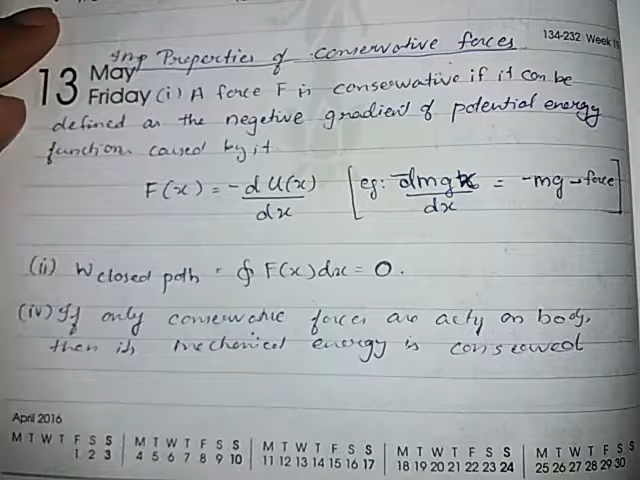 134-232 Week 19
Imp Properties of conservative forces
13 May
Friday (i) A force F is conservative if it can be
defined as the negetive gradient of potential energy
function caused by it
F(x) = -dU(x)/dx [eg: -dmgx/dx = -mg → force]
(ii) W closed path = ∮ F(x) dx = 0.
(iv) If only conservative forces are acty on body,
then its mechanical energy is conserved
April 2016
M T W T F S S M T W T F S S M T W T F S S M T W T F S S M T W T F S S
1 2 3 4 5 6 7 8 9 10 11 12 13 14 15 16 17 18 19 20 21 22 23 24 25 26 27 28 29 30